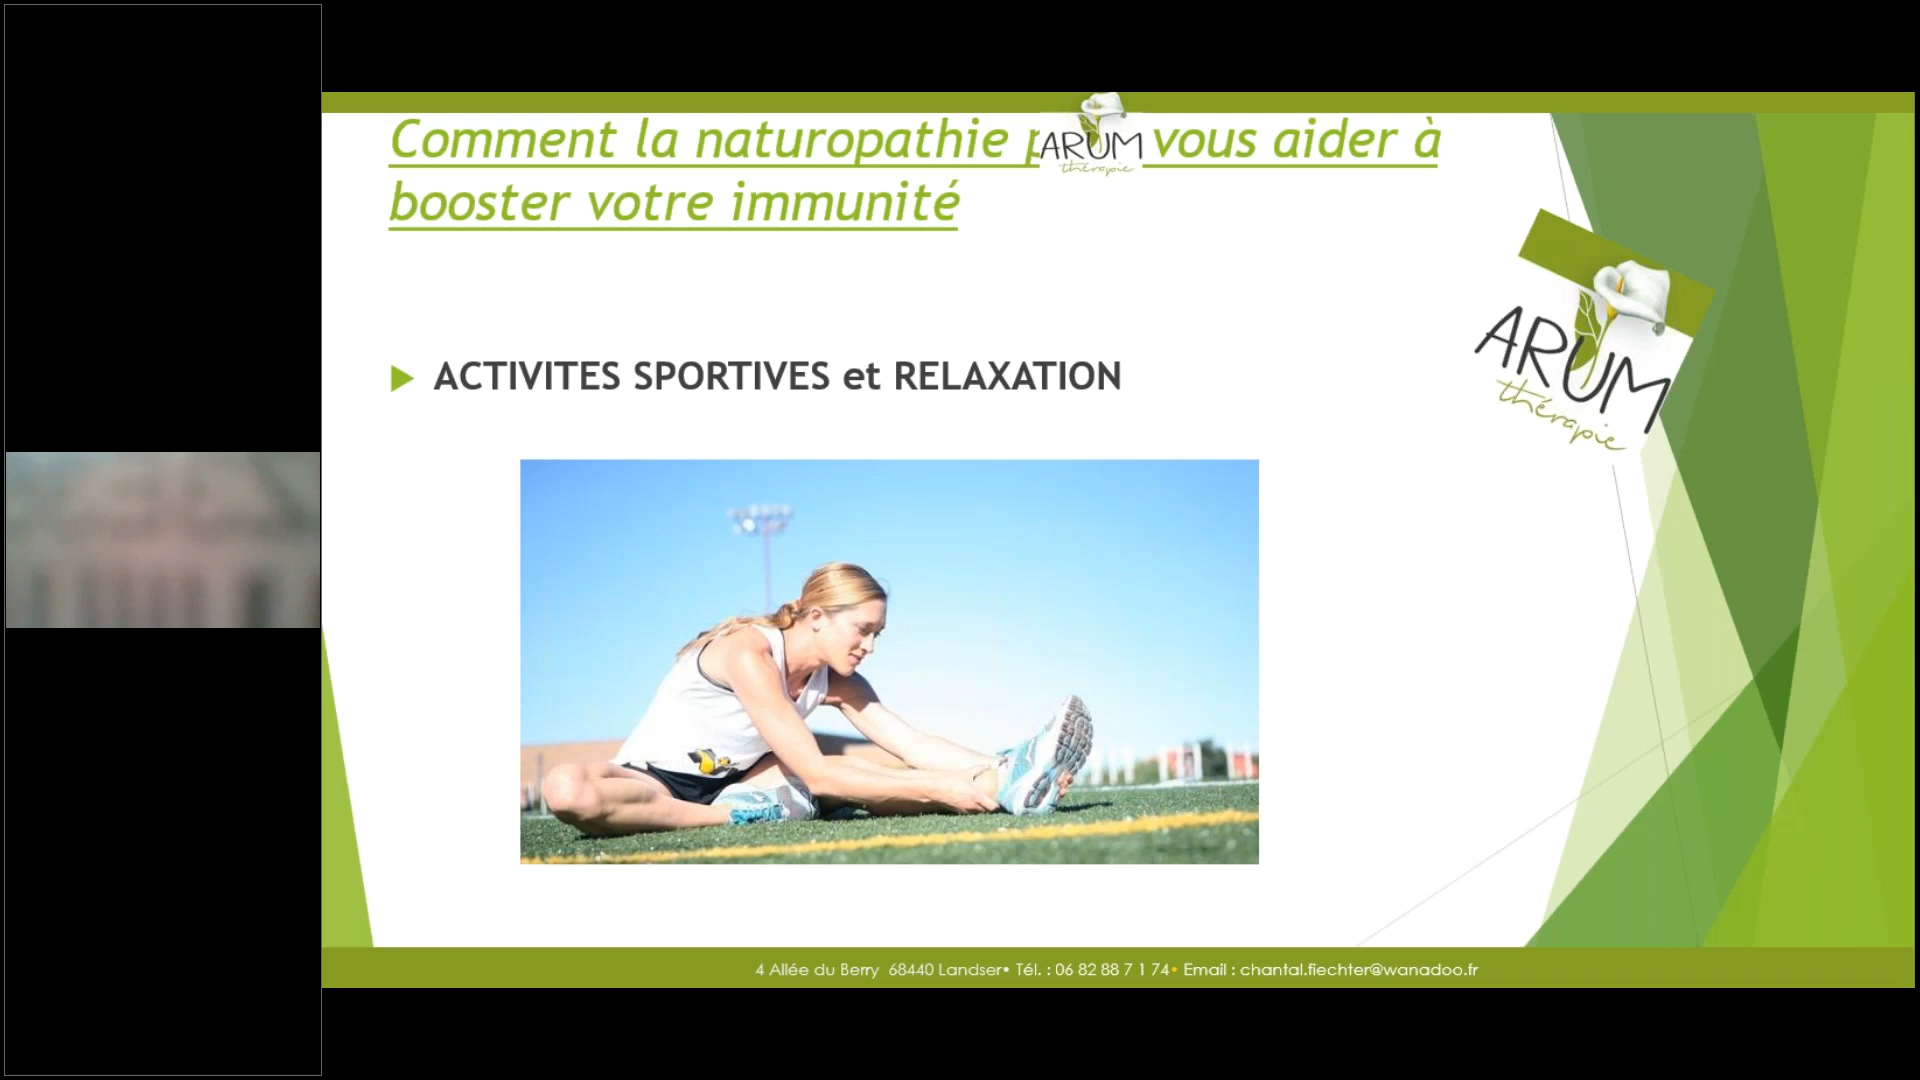 Comment la naturopathie vous aider à
booster votre immunité
ARUM
thérapie
ARUM
thérapie
ACTIVITES SPORTIVES et RELAXATION
4 Allée du Berry 68440 Landser• Tél. : 06 82 88 7 1 74• Email : chantal.fiechter@wanadoo.fr